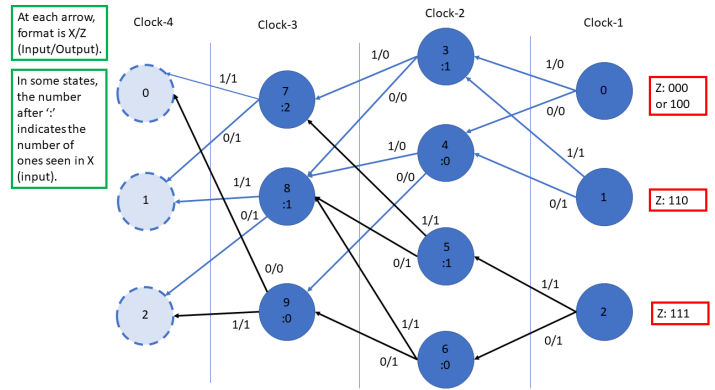 At each arrow,
format is X/Z
(Input/Output).
In some states,
the number
after ‘:’
indicates the
number of
ones seen in X
(input).
Clock-4
Clock-3
Clock-2
Clock-1
0
1
2
7
:2
8
:1
9
:0
3
:1
4
:0
5
:1
6
:0
0
1
2
1/1
0/1
1/1
0/1
0/0
1/1
1/0
0/0
1/0
0/0
1/1
0/1
1/1
0/1
1/0
0/0
1/1
0/1
1/1
0/1
Z: 000
or 100
Z: 110
Z: 111